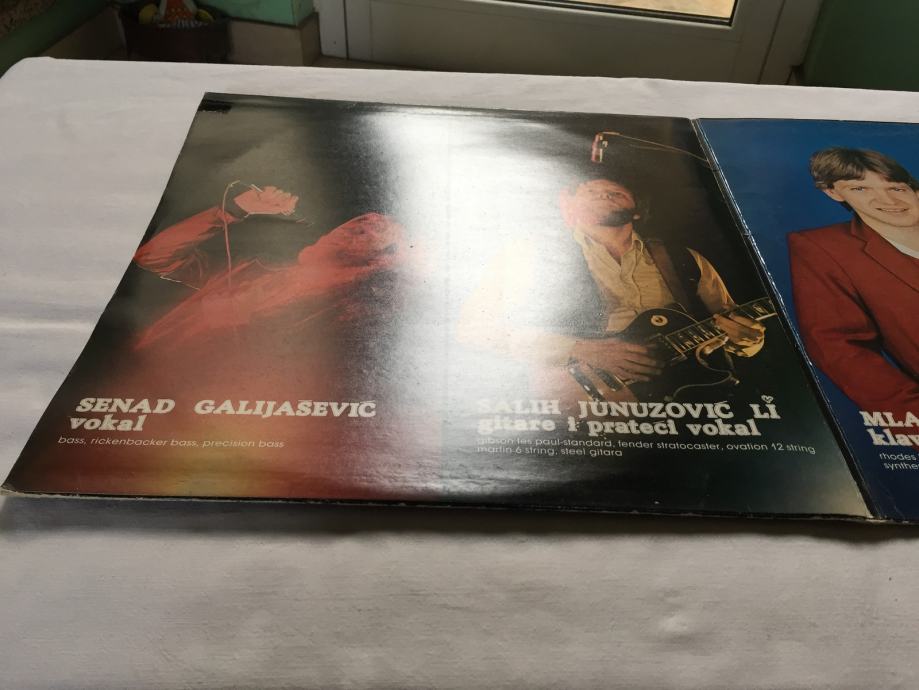 SENAD GALIJAŠEVIĆ
vokal
bass, rickenbacker bass, precision bass
SALIH JUNUZOVIĆ LI
gitare i prateći vokal
gibson les paul-standard, fender stratocaster, ovation 12 string
martin 6 string, steel gitara
MLA
klav
rhodes
synthe